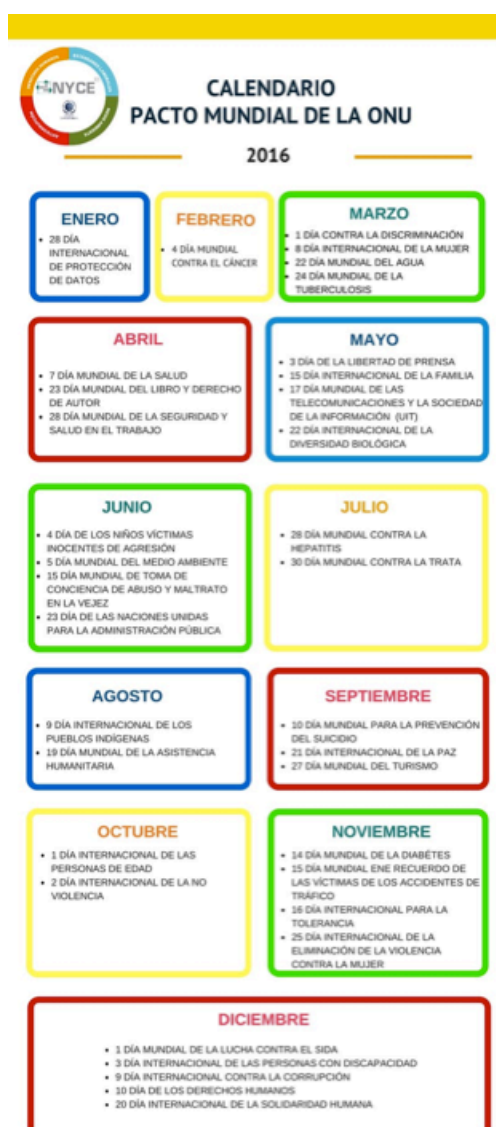 NYCE
CALENDARIO
PACTO MUNDIAL DE LA ONU
2016
ENERO
• 28 DÍA
INTERNACIONAL
DE PROTECCIÓN
DE DATOS
FEBRERO
• 4 DÍA MUNDIAL
CONTRA EL CÁNCER
MARZO
• 1 DÍA CONTRA LA DISCRIMINACIÓN
• 8 DÍA INTERNACIONAL DE LA MUJER
• 22 DÍA MUNDIAL DEL AGUA
• 24 DÍA MUNDIAL DE LA
TUBERCULOSIS
ABRIL
• 7 DÍA MUNDIAL DE LA SALUD
• 23 DÍA MUNDIAL DEL LIBRO Y DERECHO
DE AUTOR
• 28 DÍA MUNDIAL DE LA SEGURIDAD Y
SALUD EN EL TRABAJO
MAYO
• 3 DÍA DE LA LIBERTAD DE PRENSA
• 15 DÍA INTERNACIONAL DE LA FAMILIA
• 17 DÍA MUNDIAL DE LAS
TELECOMUNICACIONES Y LA SOCIEDAD
DE LA INFORMACIÓN (UIT)
• 22 DÍA INTERNACIONAL DE LA
DIVERSIDAD BIOLÓGICA
JUNIO
• 4 DÍA DE LOS NIÑOS VÍCTIMAS
INOCENTES DE AGRESIÓN
• 5 DÍA MUNDIAL DEL MEDIO AMBIENTE
• 15 DÍA MUNDIAL DE TOMA DE
CONCIENCIA DE ABUSO Y MALTRATO
EN LA VEJEZ
• 23 DÍA DE LAS NACIONES UNIDAS
PARA LA ADMINISTRACIÓN PÚBLICA
JULIO
• 28 DÍA MUNDIAL CONTRA LA
HEPATITIS
• 30 DÍA MUNDIAL CONTRA LA TRATA
AGOSTO
• 9 DÍA INTERNACIONAL DE LOS
PUEBLOS INDÍGENAS
• 19 DÍA MUNDIAL DE LA ASISTENCIA
HUMANITARIA
SEPTIEMBRE
• 10 DÍA MUNDIAL PARA LA PREVENCIÓN
DEL SUICIDIO
• 21 DÍA INTERNACIONAL DE LA PAZ
• 27 DÍA MUNDIAL DEL TURISMO
OCTUBRE
• 1 DÍA INTERNACIONAL DE LAS
PERSONAS DE EDAD
• 2 DÍA INTERNACIONAL DE LA NO
VIOLENCIA
NOVIEMBRE
• 14 DÍA MUNDIAL DE LA DIABÉTES
• 15 DÍA MUNDIAL ENE RECUERDO DE
LAS VÍCTIMAS DE LOS ACCIDENTES DE
TRÁFICO
• 16 DÍA INTERNACIONAL PARA LA
TOLERANCIA
• 25 DÍA INTERNACIONAL DE LA
ELIMINACIÓN DE LA VIOLENCIA
CONTRA LA MUJER
DICIEMBRE
• 1 DÍA MUNDIAL DE LA LUCHA CONTRA EL SIDA
• 3 DÍA INTERNACIONAL DE LAS PERSONAS CON DISCAPACIDAD
• 9 DÍA INTERNACIONAL CONTRA LA CORRUPCIÓN
• 10 DÍA DE LOS DERECHOS HUMANOS
• 20 DÍA INTERNACIONAL DE LA SOLIDARIDAD HUMANA